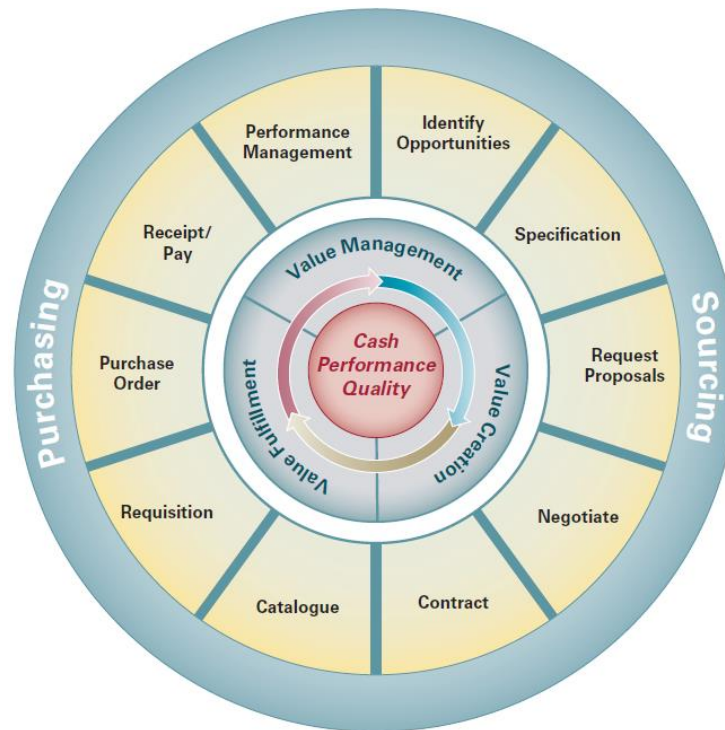 Identify
Opportunities
Specification
Request
Proposals
Negotiate
Contract
Catalogue
Requisition
Purchase
Order
Receipt/
Pay
Performance
Management
Purchasing
Sourcing
Value Management
Value Creation
Value Fulfillment
Cash
Performance
Quality